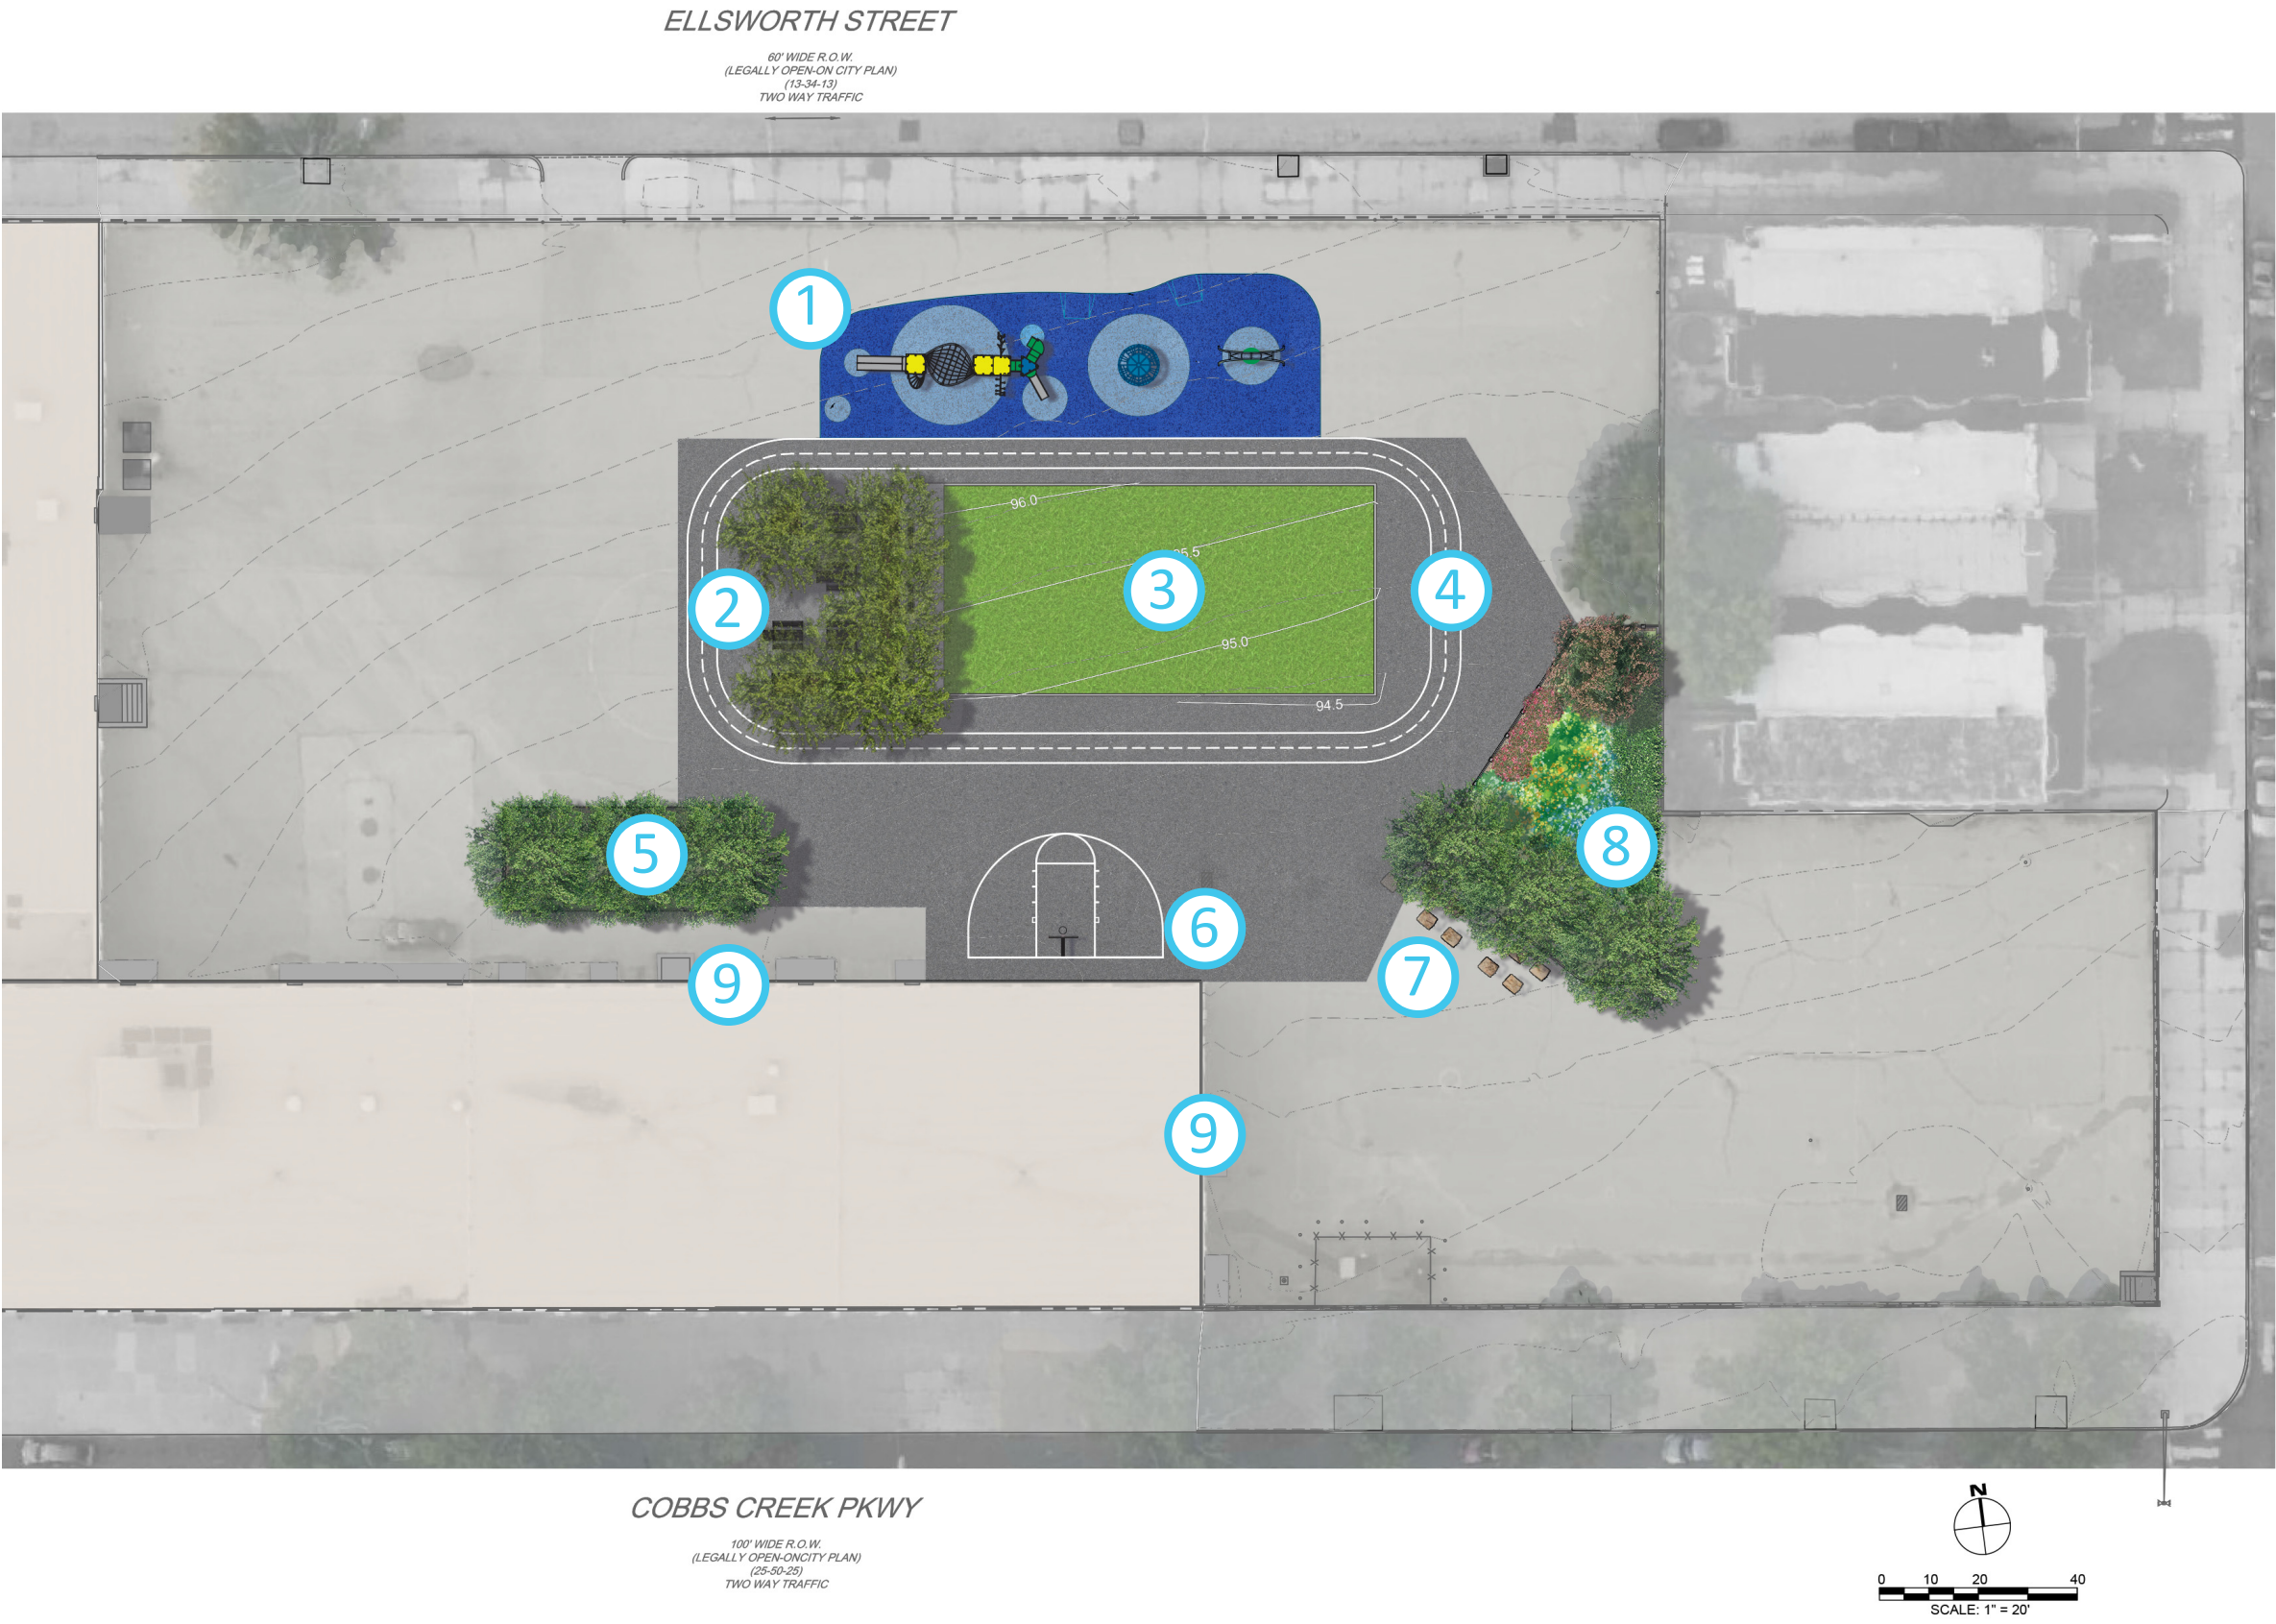 ELLSWORTH STREET
60' WIDE R.O.W.
(LEGALLY OPEN-ON CITY PLAN)
(13-34-13)
TWO WAY TRAFFIC
1
96.0
95.5
2
3
4
95.0
94.5
5
8
6
7
9
9
COBBS CREEK PKWY
100' WIDE R.O.W.
(LEGALLY OPEN-ONCITY PLAN)
(25-50-25)
TWO WAY TRAFFIC
N
0 10 20 40
SCALE: 1" = 20'